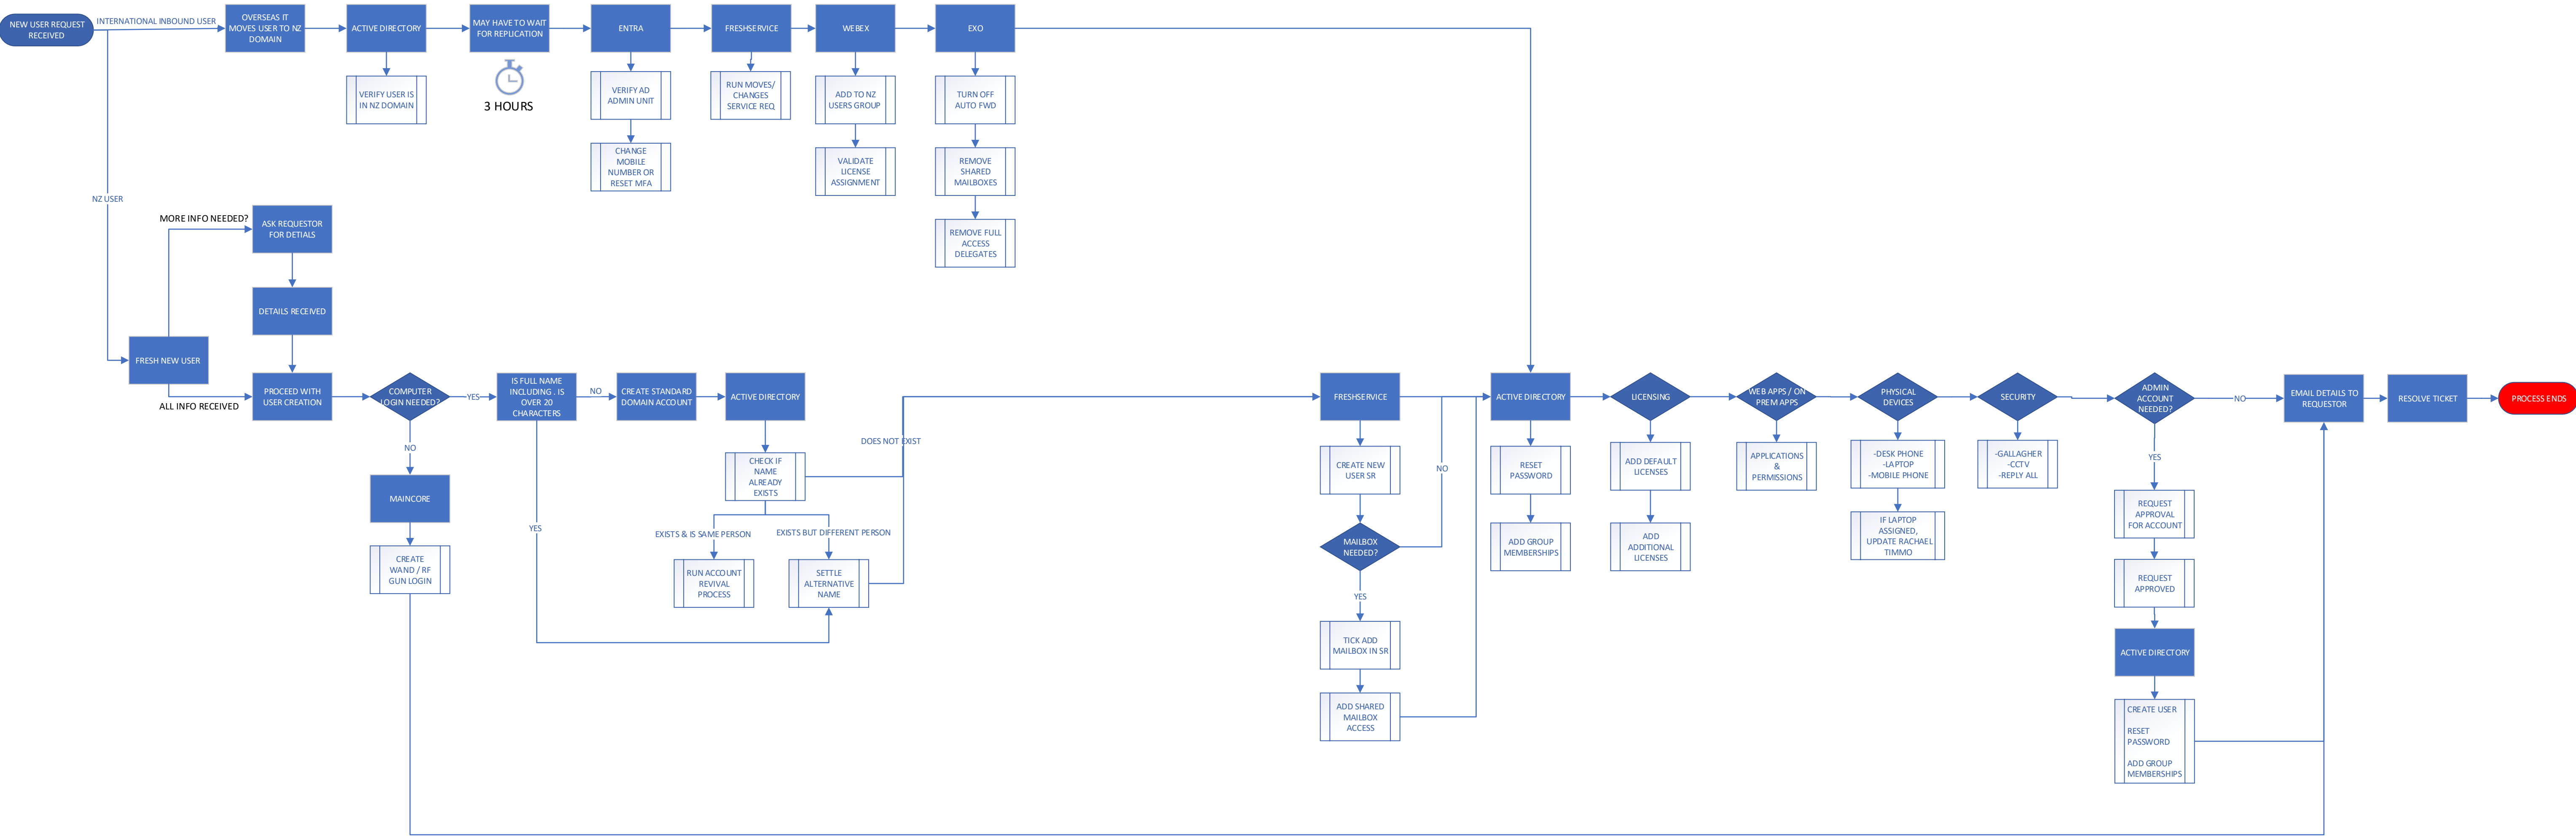 NEW USER REQUEST
RECEIVED
INTERNATIONAL INBOUND USER
OVERSEAS IT
MOVES USER TO NZ
DOMAIN
ACTIVE DIRECTORY
MAY HAVE TO WAIT
FOR REPLICATION
ENTRA
FRESHSERVICE
WEBEX
EXO
VERIFY USER IS
IN NZ DOMAIN
3 HOURS
VERIFY AD
ADMIN UNIT
CHANGE
MOBILE
NUMBER OR
RESET MFA
RUN MOVES/
CHANGES
SERVICE REQ
ADD TO NZ
USERS GROUP
VALIDATE
LICENSE
ASSIGNMENT
TURN OFF
AUTO FWD
REMOVE
SHARED
MAILBOXES
REMOVE FULL
ACCESS
DELEGATES
NZ USER
MORE INFO NEEDED?
ASK REQUESTOR
FOR DETIALS
DETAILS RECEIVED
FRESH NEW USER
ALL INFO RECEIVED
PROCEED WITH
USER CREATION
COMPUTER
LOGIN NEEDED?
YES
IS FULL NAME
INCLUDING . IS
OVER 20
CHARACTERS
NO
CREATE STANDARD
DOMAIN ACCOUNT
ACTIVE DIRECTORY
NO
MAINCORE
CREATE
WAND / RF
GUN LOGIN
YES
CHECK IF
NAME
ALREADY
EXISTS
DOES NOT EXIST
EXISTS & IS SAME PERSON
EXISTS BUT DIFFERENT PERSON
RUN ACCOUNT
REVIVAL
PROCESS
SETTLE
ALTERNATIVE
NAME
FRESHSERVICE
CREATE NEW
USER SR
MAILBOX
NEEDED?
NO
YES
TICK ADD
MAILBOX IN SR
ADD SHARED
MAILBOX
ACCESS
ACTIVE DIRECTORY
RESET
PASSWORD
ADD GROUP
MEMBERSHIPS
LICENSING
ADD DEFAULT
LICENSES
ADD
ADDITIONAL
LICENSES
WEB APPS / ON
PREM APPS
APPLICATIONS
&
PERMISSIONS
PHYSICAL
DEVICES
-DESK PHONE
-LAPTOP
-MOBILE PHONE
IF LAPTOP
ASSIGNED,
UPDATE RACHAEL
TIMMO
SECURITY
-GALLAGHER
-CCTV
-REPLY ALL
ADMIN
ACCOUNT
NEEDED?
NO
YES
REQUEST
APPROVAL
FOR ACCOUNT
REQUEST
APPROVED
ACTIVE DIRECTORY
CREATE USER
RESET
PASSWORD
ADD GROUP
MEMBERSHIPS
EMAIL DETAILS TO
REQUESTOR
RESOLVE TICKET
PROCESS ENDS